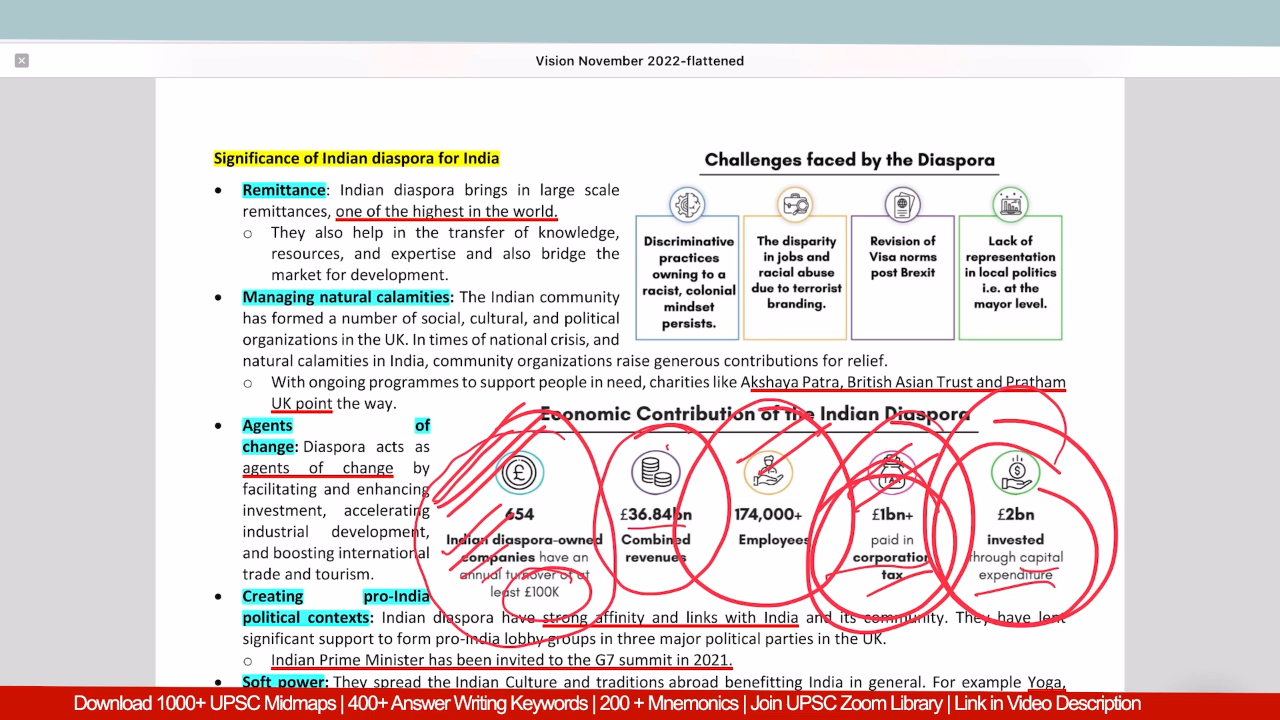 Vision November 2022-flattened
Significance of Indian diaspora for India
• Remittance: Indian diaspora brings in large scale
remittances, one of the highest in the world.
o They also help in the transfer of knowledge,
resources, and expertise and also bridge the
market for development.
• Managing natural calamities: The Indian community
has formed a number of social, cultural, and political
organizations in the UK. In times of national crisis, and
natural calamities in India, community organizations raise generous contributions for relief.
o With ongoing programmes to support people in need, charities like Akshaya Patra, British Asian Trust and Pratham
UK point the way.
• Agents of
change: Diaspora acts as
agents of change by
facilitating and enhancing
investment, accelerating
industrial development,
and boosting international
trade and tourism.
• Creating pro-India
political contexts: Indian diaspora have strong affinity and links with India and its community. They have lent
significant support to form pro-India lobby groups in three major political parties in the UK.
o Indian Prime Minister has been invited to the G7 summit in 2021.
• Soft power: They spread the Indian Culture and traditions abroad benefitting India in general. For example Yoga,
Challenges faced by the Diaspora
Discriminative
practices
owning to a
racist, colonial
mindset
persists.
The disparity
in jobs and
racial abuse
due to terrorist
branding.
Revision of
Visa norms
post Brexit
Lack of
representation
in local politics
i.e. at the
mayor level.
Economic Contribution of the Indian Diaspora
£
654
Indian diaspora-owned
companies have an
annual turnover of at
least £100K
£36.84bn
Combined
revenues
174,000+
Employees
TAX
£1bn+
paid in
corporation
tax
$
£2bn
invested
through capital
expenditure
Download 1000+ UPSC Midmaps | 400+ Answer Writing Keywords | 200 + Mnemonics | Join UPSC Zoom Library | Link in Video Description